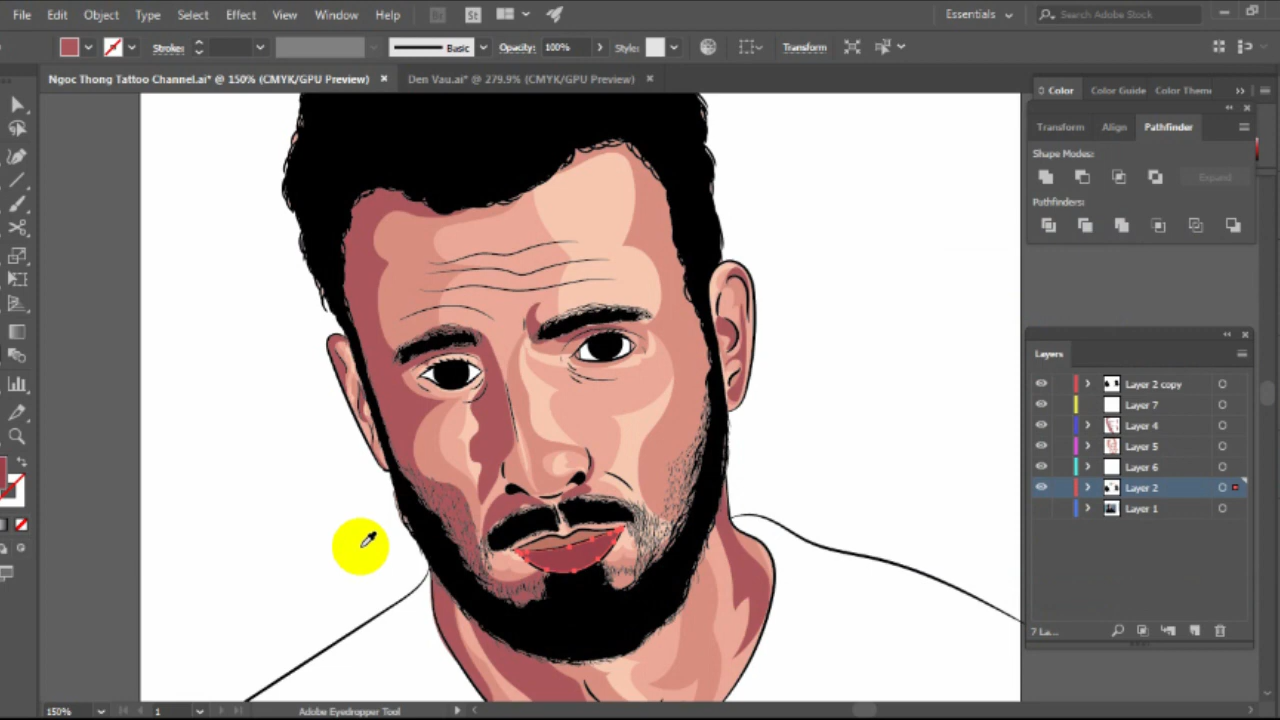 File Edit Object Type Select Effect View Window Help Br St Essentials Search Adobe Stock
Stroke: Basic Opacity: 100% Style: Transform
Ngoc Thong Tattoo Channel.ai* @ 150% (CMYK/GPU Preview) × Den Vau.ai* @ 279.9% (CMYK/GPU Preview) ×
Color Color Guide Color Theme
Transform Align Pathfinder
Shape Modes:
Expand
Pathfinders:
Layers
Layer 2 copy
Layer 7
Layer 4
Layer 5
Layer 6
Layer 2
Layer 1
7 La...
150% 1 Adobe Eyedropper Tool